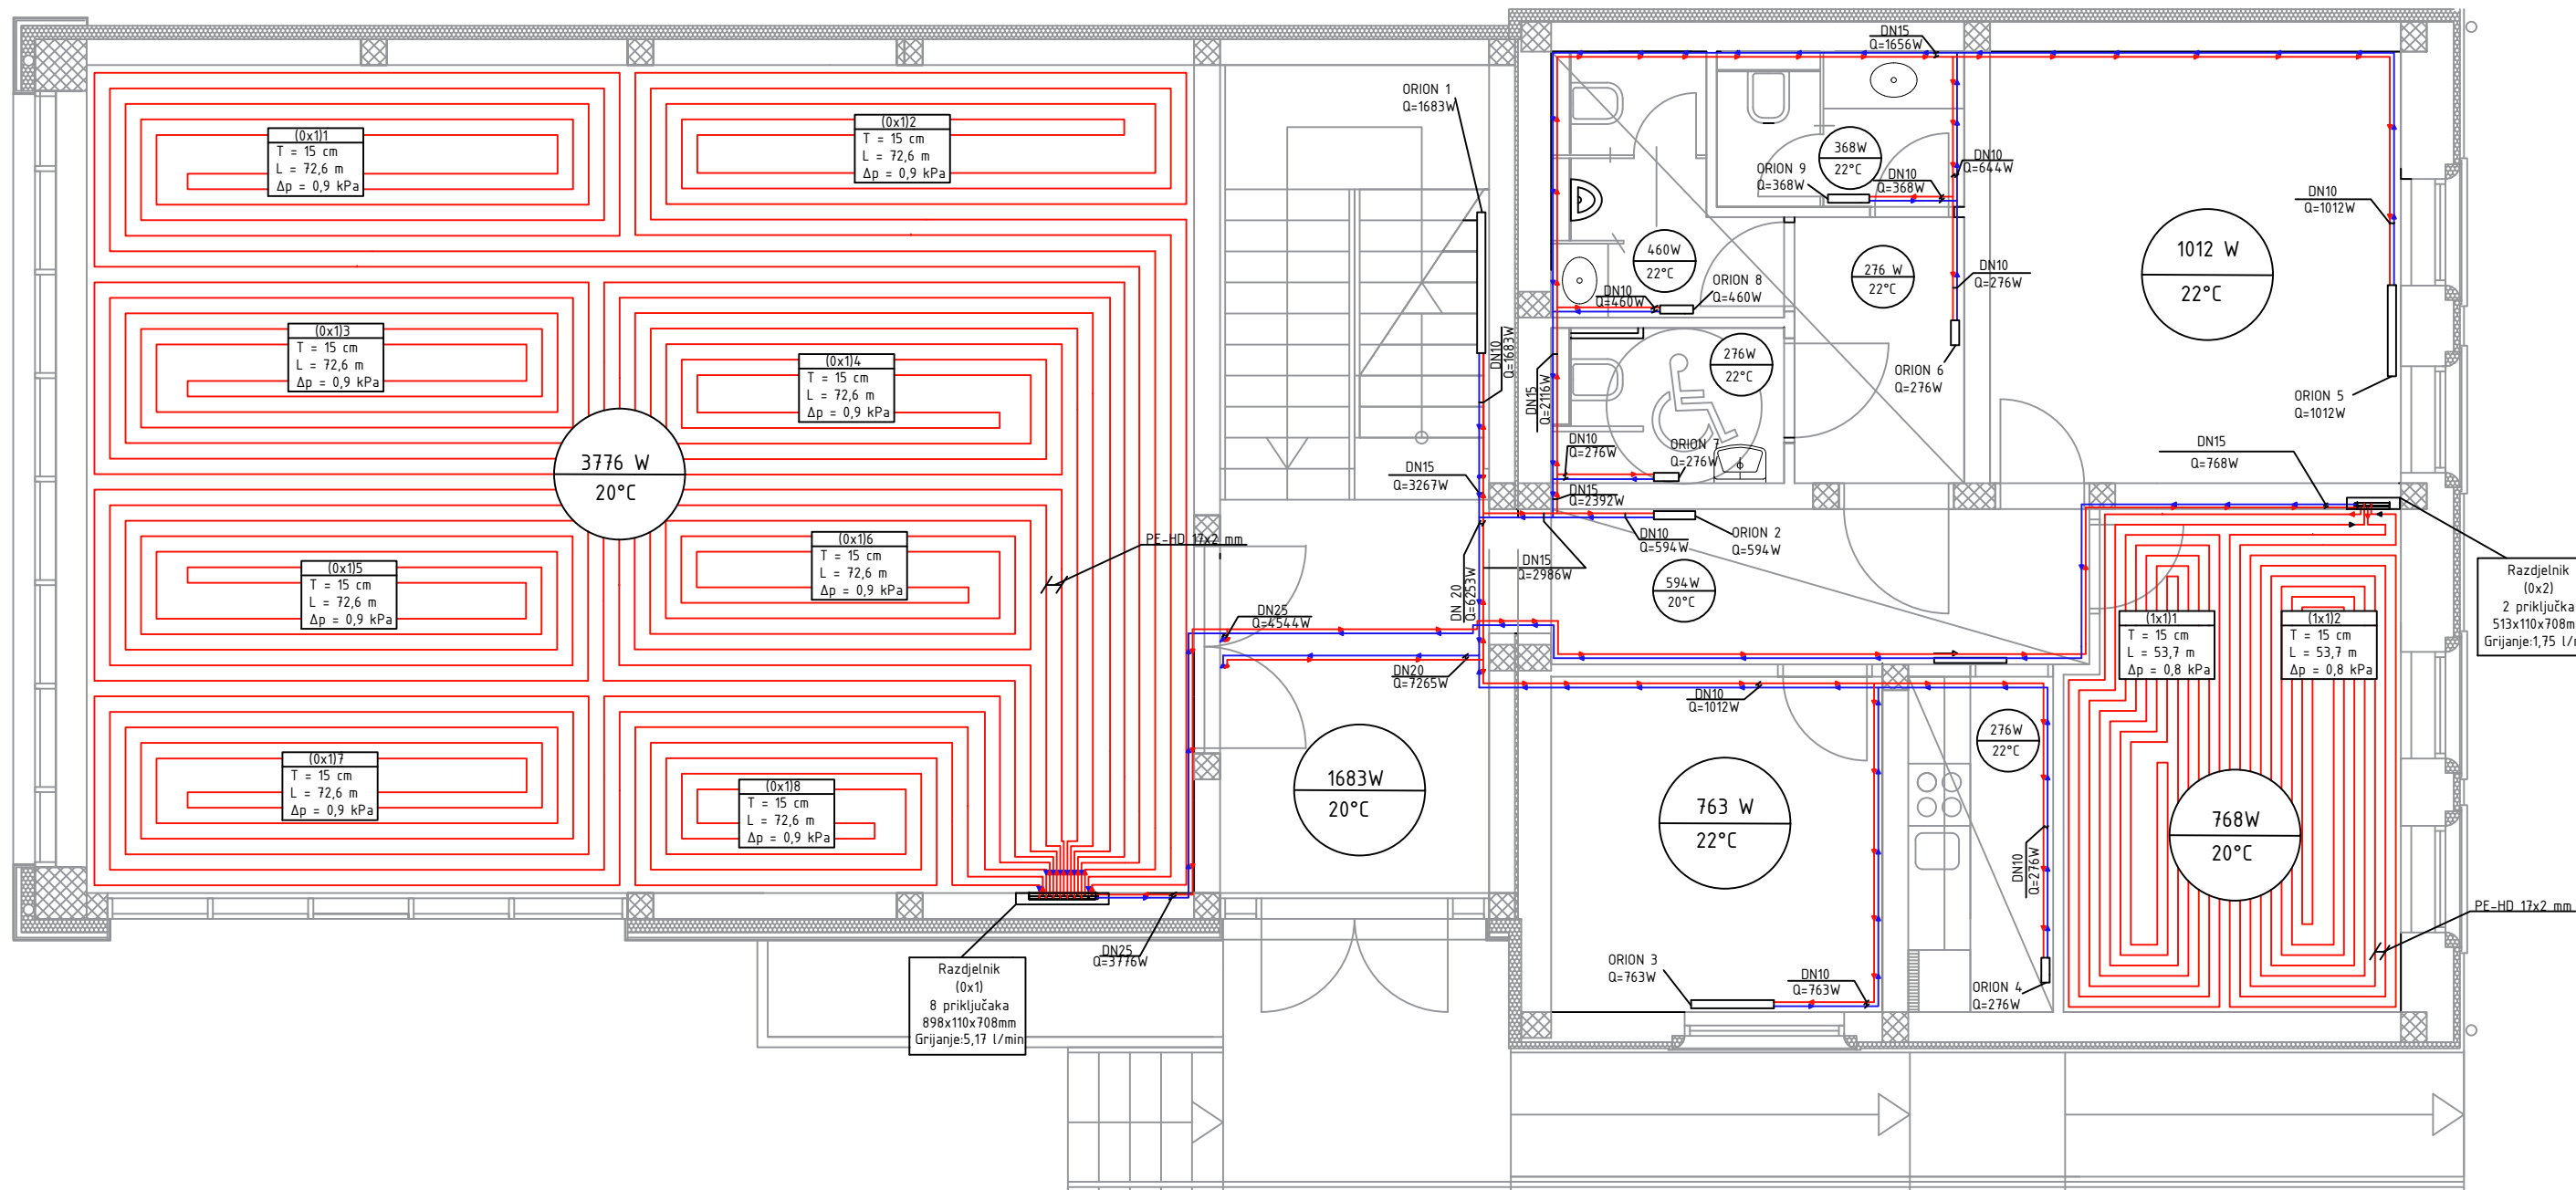 (0x1)1
T = 15 cm
L = 72,6 m
Δp = 0,9 kPa
(0x1)2
T = 15 cm
L = 72,6 m
Δp = 0,9 kPa
(0x1)3
T = 15 cm
L = 72,6 m
Δp = 0,9 kPa
(0x1)4
T = 15 cm
L = 72,6 m
Δp = 0,9 kPa
3776 W
20°C
(0x1)5
T = 15 cm
L = 72,6 m
Δp = 0,9 kPa
(0x1)6
T = 15 cm
L = 72,6 m
Δp = 0,9 kPa
PE-HD 17x2 mm
(0x1)7
T = 15 cm
L = 72,6 m
Δp = 0,9 kPa
(0x1)8
T = 15 cm
L = 72,6 m
Δp = 0,9 kPa
Razdjelnik
(0x1)
8 priključaka
898x110x708mm
Grijanje:5,17 l/min
DN25
Q=3776W
ORION 1
Q=1683W
DN10
Q=1683W
DN15
Q=3267W
DN 20
Q=6253W
DN25
Q=4544W
DN20
Q=7265W
1683W
20°C
DN15
Q=1656W
368W
22°C
ORION 9
Q=368W
DN10
Q=368W
DN10
Q=644W
460W
22°C
ORION 8
Q=460W
DN10
Q=460W
276 W
22°C
DN10
Q=276W
ORION 6
Q=276W
DN15
Q=2116W
276W
22°C
ORION 7
Q=276W
DN10
Q=276W
DN15
Q=2392W
DN10
Q=594W
ORION 2
Q=594W
DN15
Q=2986W
594W
20°C
1012 W
22°C
DN10
Q=1012W
ORION 5
Q=1012W
DN15
Q=768W
Razdjelnik
(0x2)
2 priključka
513x110x708m
Grijanje:1,75 l/
(1x1)1
T = 15 cm
L = 53,7 m
Δp = 0,8 kPa
(1x1)2
T = 15 cm
L = 53,7 m
Δp = 0,8 kPa
DN10
Q=1012W
763 W
22°C
276W
22°C
DN10
Q=276W
768W
20°C
PE-HD 17x2 mm
ORION 3
Q=763W
DN10
Q=763W
ORION 4
Q=276W